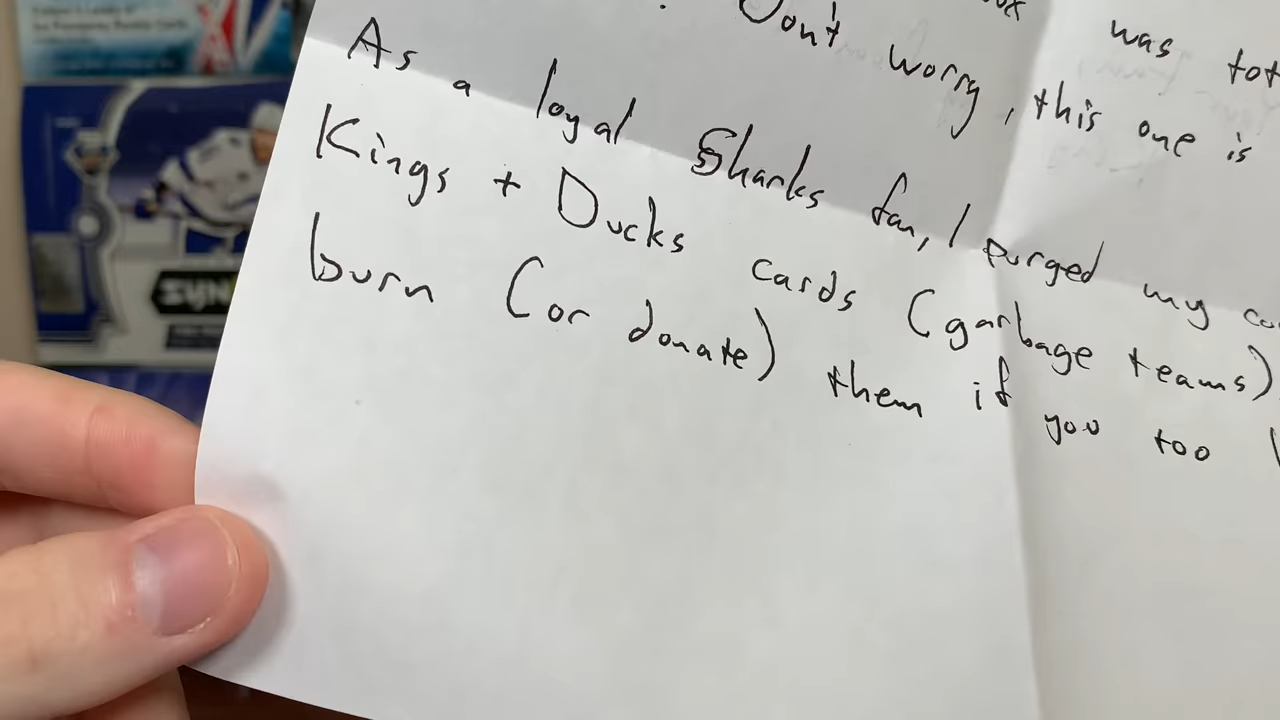 was
Don't worry, this one is
As a loyal Sharks fan, I purged my
Kings + Ducks cards (garbage teams)
burn (or donate) them if you too